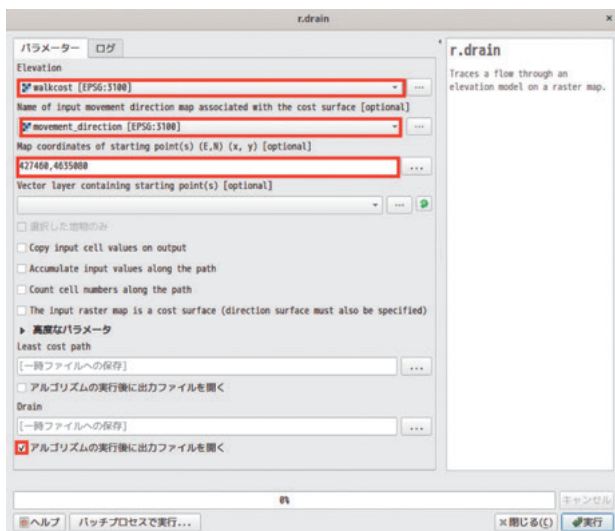 r.drain
パラメーター ログ
Elevation
walkcost [EPSG:3100]
...
Name of input movement direction map associated with the cost surface [optional]
movement_direction [EPSG:3100]
...
Map coordinates of starting point(s) (E,N) (x, y) [optional]
427460,4635080
...
Vector layer containing starting point(s) [optional]
...
選択した地物のみ
Copy input cell values on output
Accumulate input values along the path
Count cell numbers along the path
The input raster map is a cost surface (direction surface must also be specified)
高度なパラメータ
Least cost path
[一時ファイルへの保存]
...
アルゴリズムの実行後に出力ファイルを開く
Drain
[一時ファイルへの保存]
...
アルゴリズムの実行後に出力ファイルを開く
r.drain
Traces a flow through an
elevation model on a raster map.
0%
キャンセル
ヘルプ バッチプロセスで実行... 閉じる(C) 実行